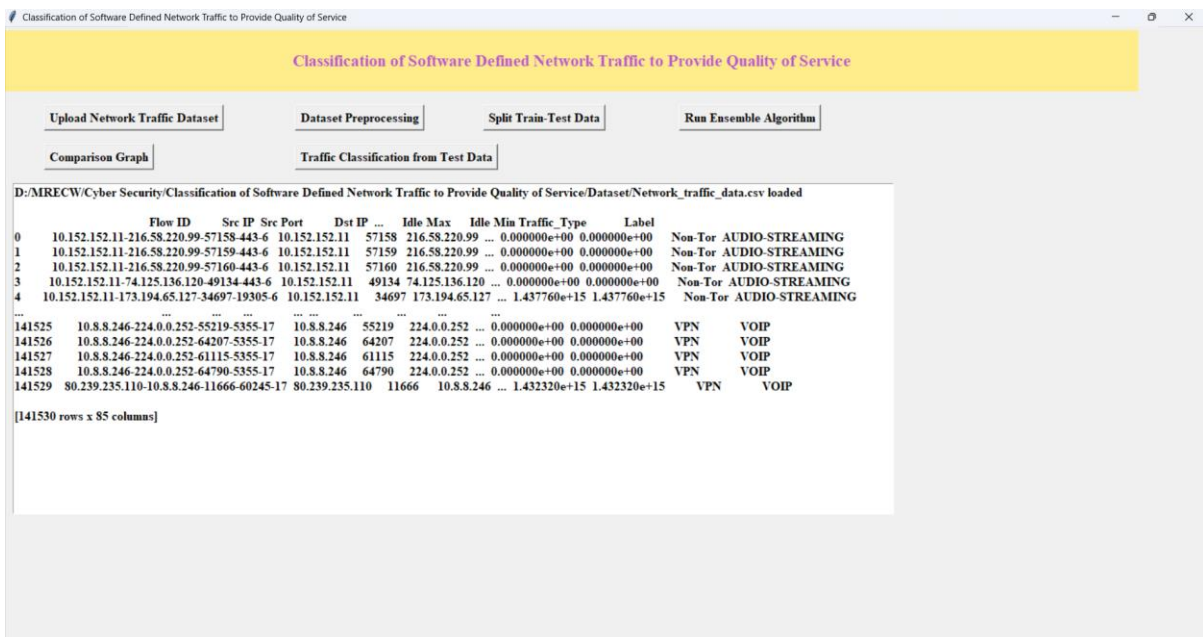 Classification of Software Defined Network Traffic to Provide Quality of Service
Classification of Software Defined Network Traffic to Provide Quality of Service
Upload Network Traffic Dataset Dataset Preprocessing Split Train-Test Data Run Ensemble Algorithm
Comparison Graph Traffic Classification from Test Data
D:/MRECW/Cyber Security/Classification of Software Defined Network Traffic to Provide Quality of Service/Dataset/Network_traffic_data.csv loaded
Flow ID Src IP Src Port Dst IP ... Idle Max Idle Min Traffic_Type Label
0 10.152.152.11-216.58.220.99-57158-443-6 10.152.152.11 57158 216.58.220.99 ... 0.000000e+00 0.000000e+00 Non-Tor AUDIO-STREAMING
1 10.152.152.11-216.58.220.99-57159-443-6 10.152.152.11 57159 216.58.220.99 ... 0.000000e+00 0.000000e+00 Non-Tor AUDIO-STREAMING
2 10.152.152.11-216.58.220.99-57160-443-6 10.152.152.11 57160 216.58.220.99 ... 0.000000e+00 0.000000e+00 Non-Tor AUDIO-STREAMING
3 10.152.152.11-74.125.136.120-49134-443-6 10.152.152.11 49134 74.125.136.120 ... 0.000000e+00 0.000000e+00 Non-Tor AUDIO-STREAMING
4 10.152.152.11-173.194.65.127-34697-19305-6 10.152.152.11 34697 173.194.65.127 ... 1.437760e+15 1.437760e+15 Non-Tor AUDIO-STREAMING
... ... ... ... ... ... ... ... ... ...
141525 10.8.8.246-224.0.0.252-55219-5355-17 10.8.8.246 55219 224.0.0.252 ... 0.000000e+00 0.000000e+00 VPN VOIP
141526 10.8.8.246-224.0.0.252-64207-5355-17 10.8.8.246 64207 224.0.0.252 ... 0.000000e+00 0.000000e+00 VPN VOIP
141527 10.8.8.246-224.0.0.252-61115-5355-17 10.8.8.246 61115 224.0.0.252 ... 0.000000e+00 0.000000e+00 VPN VOIP
141528 10.8.8.246-224.0.0.252-64790-5355-17 10.8.8.246 64790 224.0.0.252 ... 0.000000e+00 0.000000e+00 VPN VOIP
141529 80.239.235.110-10.8.8.246-11666-60245-17 80.239.235.110 11666 10.8.8.246 ... 1.432320e+15 1.432320e+15 VPN VOIP
[141530 rows x 85 columns]